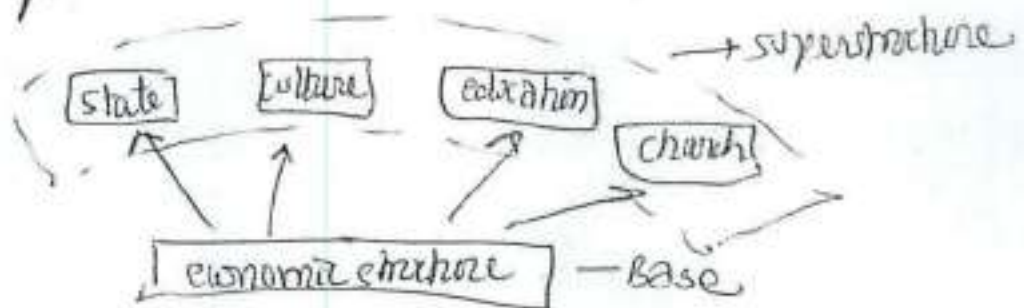 → superstructure
state culture education
church
economic structure — Base